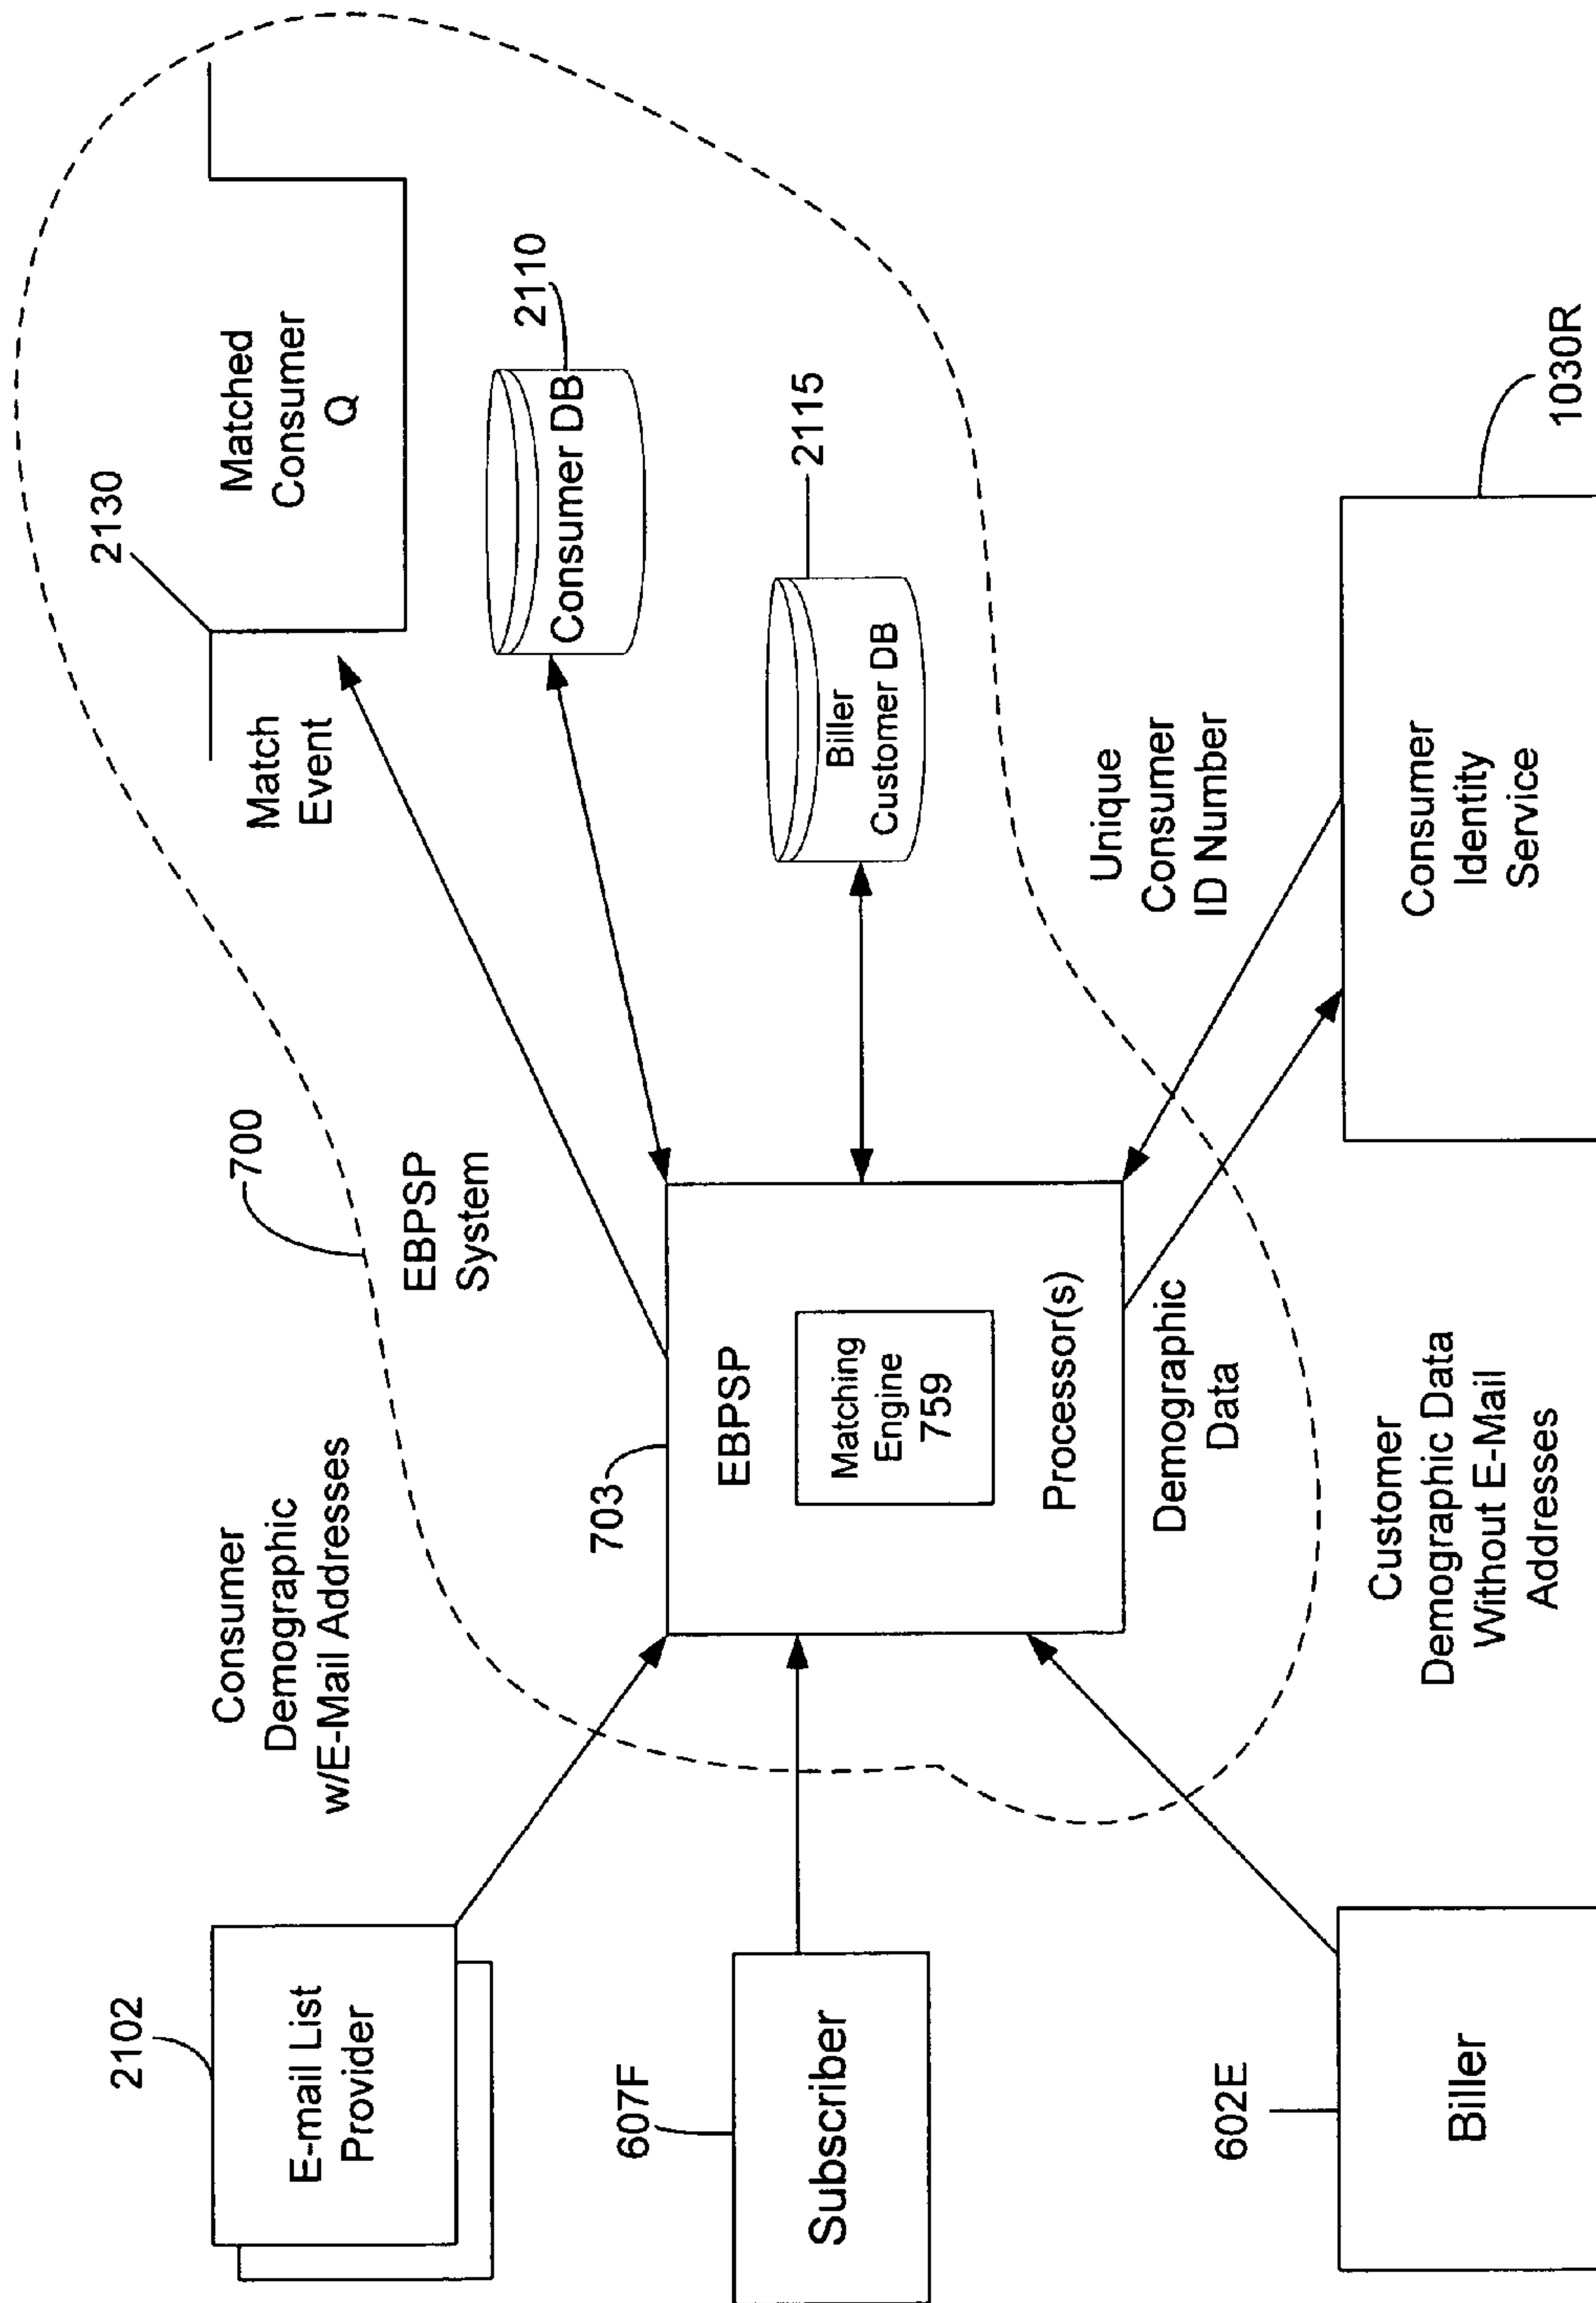 2102
E-mail List
Provider
Consumer
Demographic
w/E-Mail Addresses
607F
Subscriber
602E
Biller
Customer
Demographic Data
Without E-Mail
Addresses
700
EBPSP
System
703
EBPSP
Matching
Engine
759
Processor(s)
Demographic
Data
Match
Event
2130
Matched
Consumer
Q
2110
Consumer DB
2115
Biller
Customer DB
Unique
Consumer
ID Number
Consumer
Identity
Service
1030R